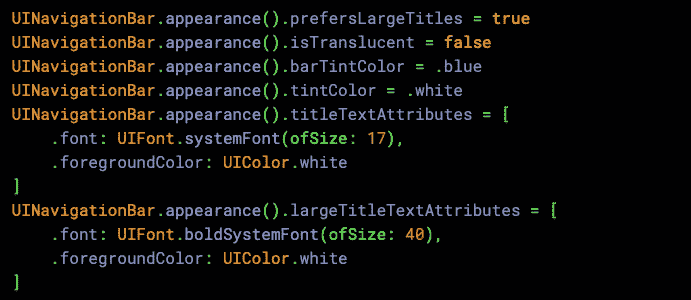 UINavigationBar.appearance().prefersLargeTitles = true
UINavigationBar.appearance().isTranslucent = false
UINavigationBar.appearance().barTintColor = .blue
UINavigationBar.appearance().tintColor = .white
UINavigationBar.appearance().titleTextAttributes = [
    .font: UIFont.systemFont(ofSize: 17),
    .foregroundColor: UIColor.white
]
UINavigationBar.appearance().largeTitleTextAttributes = [
    .font: UIFont.boldSystemFont(ofSize: 40),
    .foregroundColor: UIColor.white
]